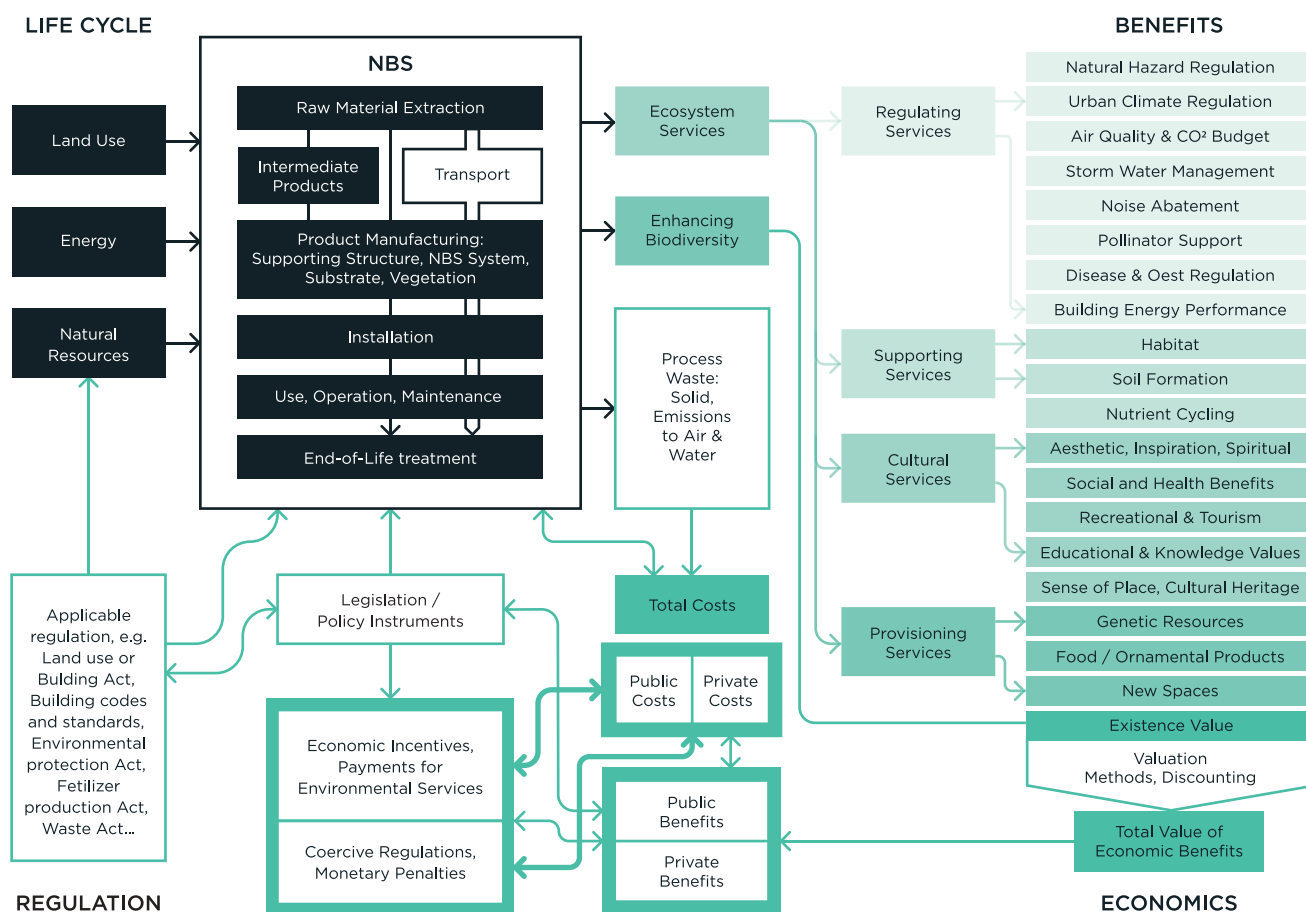 LIFE CYCLE
Land Use
Energy
Natural
Resources
NBS
Raw Material Extraction
Intermediate
Products
Transport
Product Manufacturing:
Supporting Structure, NBS System,
Substrate, Vegetation
Installation
Use, Operation, Maintenance
End-of-Life treatment
Ecosystem
Services
Enhancing
Biodiversity
Process
Waste:
Solid,
Emissions
to Air &
Water
Total Costs
Public
Costs
Private
Costs
Public
Benefits
Private
Benefits
Regulating
Services
Supporting
Services
Cultural
Services
Provisioning
Services
BENEFITS
Natural Hazard Regulation
Urban Climate Regulation
Air Quality & CO² Budget
Storm Water Management
Noise Abatement
Pollinator Support
Disease & Oest Regulation
Building Energy Performance
Habitat
Soil Formation
Nutrient Cycling
Aesthetic, Inspiration, Spiritual
Social and Health Benefits
Recreational & Tourism
Educational & Knowledge Values
Sense of Place, Cultural Heritage
Genetic Resources
Food / Ornamental Products
New Spaces
Existence Value
Valuation
Methods, Discounting
Total Value of
Economic Benefits
ECONOMICS
Applicable
regulation, e.g.
Land use or
Bulding Act,
Building codes
and standards,
Environmental
protection Act,
Fetilizer
production Act,
Waste Act...
REGULATION
Legislation /
Policy Instruments
Economic Incentives,
Payments for
Environmental Services
Coercive Regulations,
Monetary Penalties